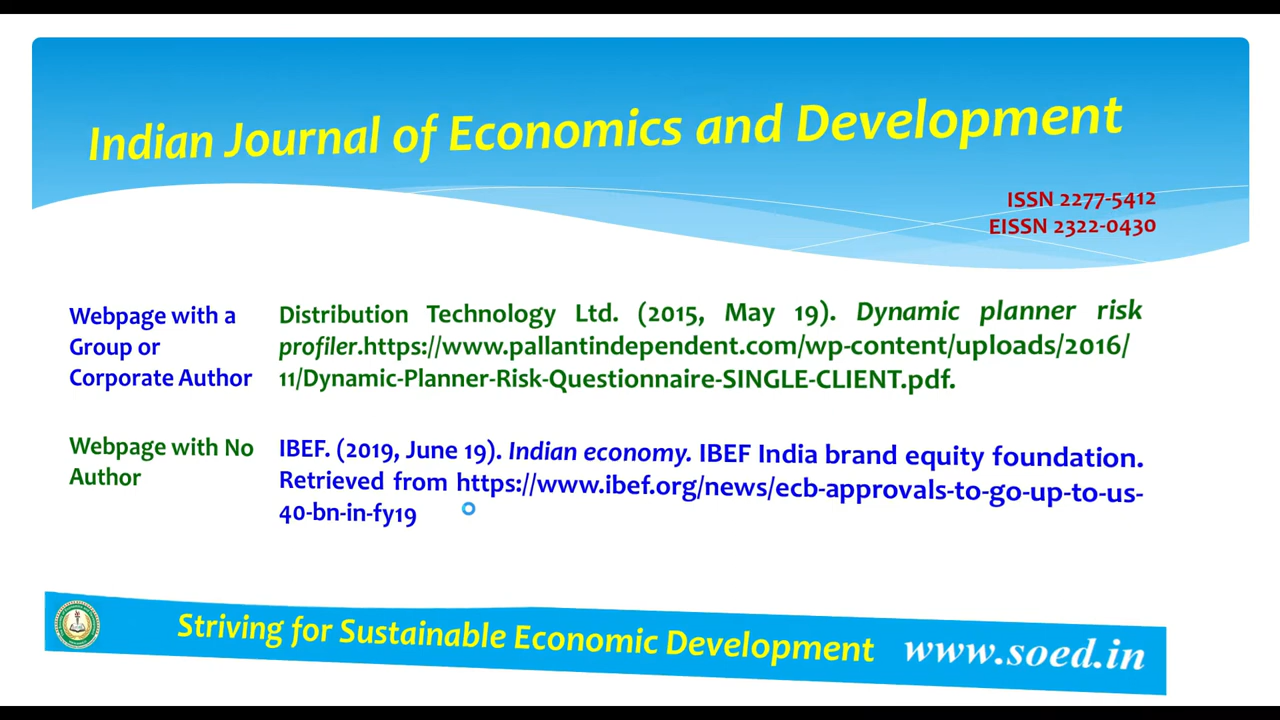 Indian Journal of Economics and Development
ISSN 2277-5412
EISSN 2322-0430
Webpage with a
Group or
Corporate Author
Distribution Technology Ltd. (2015, May 19). Dynamic planner risk
profiler.https://www.pallantindependent.com/wp-content/uploads/2016/
11/Dynamic-Planner-Risk-Questionnaire-SINGLE-CLIENT.pdf.
Webpage with No
Author
IBEF. (2019, June 19). Indian economy. IBEF India brand equity foundation.
Retrieved from https://www.ibef.org/news/ecb-approvals-to-go-up-to-us-
40-bn-in-fy19
Striving for Sustainable Economic Development
www.soed.in